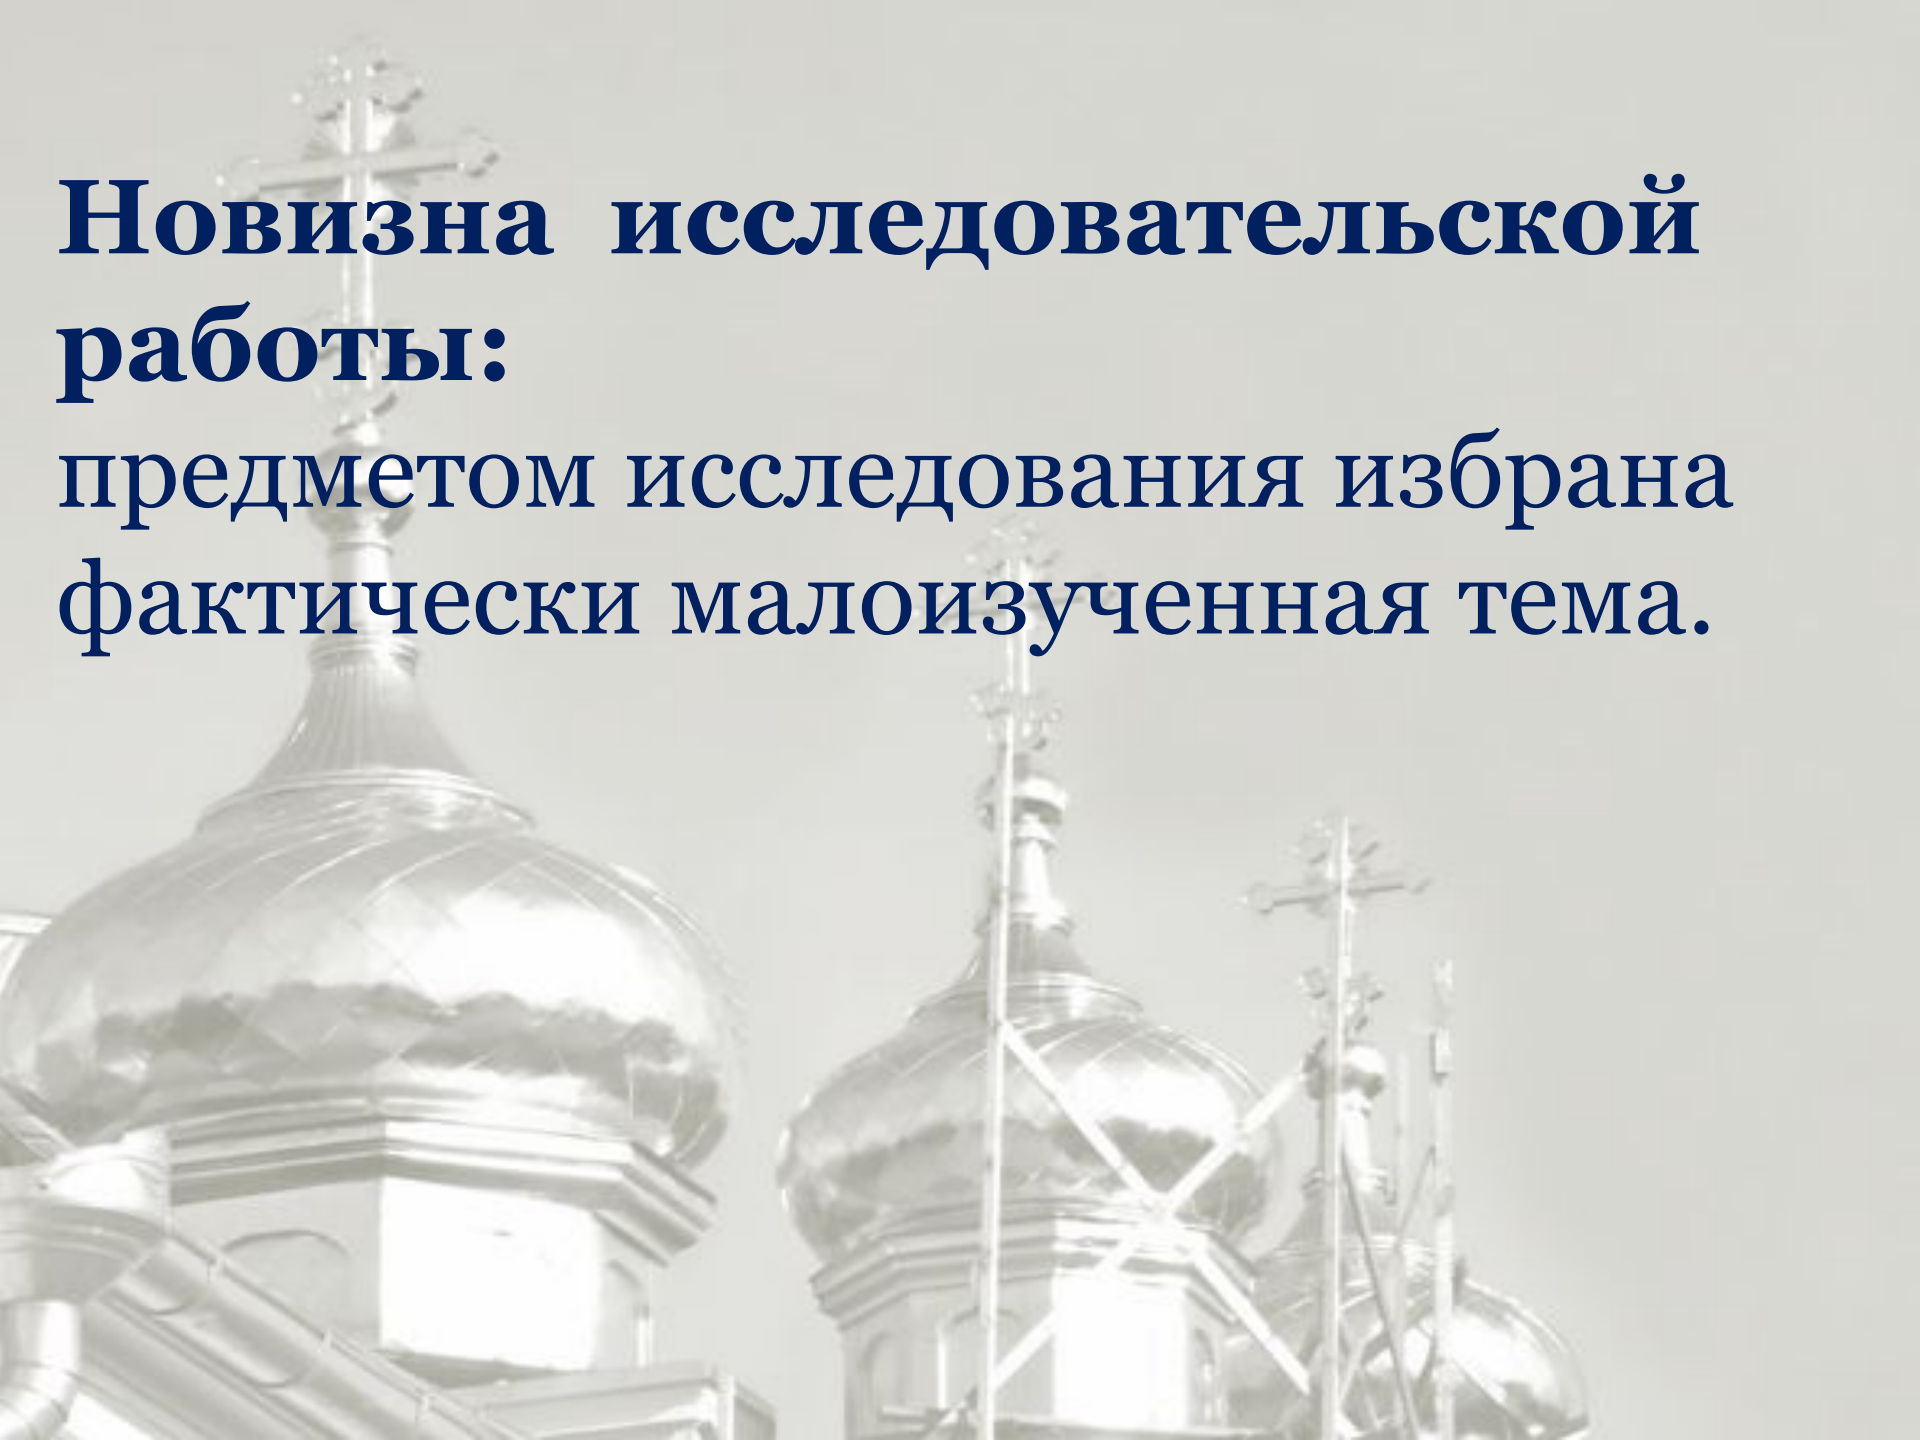 Новизна исследовательской
работы:
предметом исследования избрана
фактически малоизученная тема.